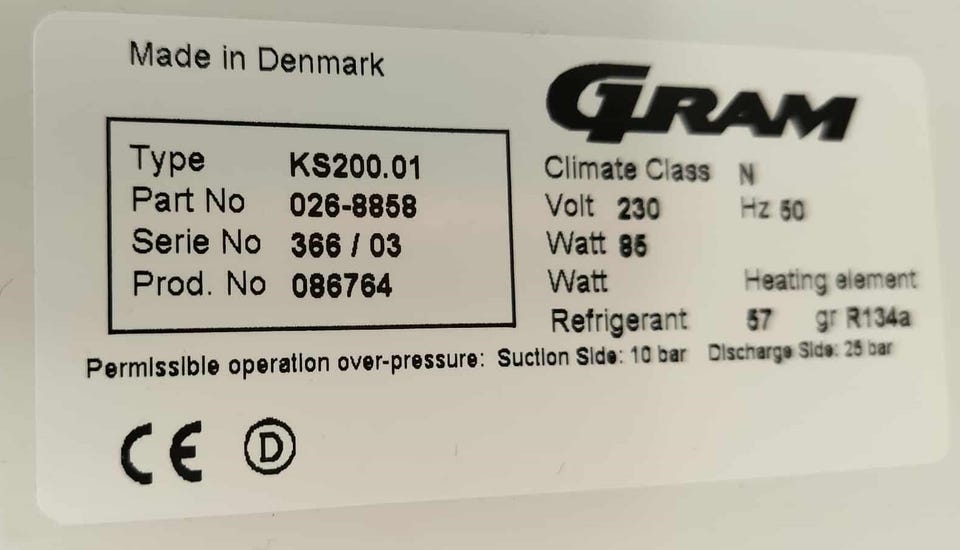 Made in Denmark
GRAM
Type KS200.01
Part No 026-8858
Serie No 366 / 03
Prod. No 086764
Climate Class N
Volt 230 Hz 50
Watt 85
Watt Heating element
Refrigerant 57 gr R134a
Permissible operation over-pressure: Suction Side: 10 bar Discharge Side: 25 bar
CE D